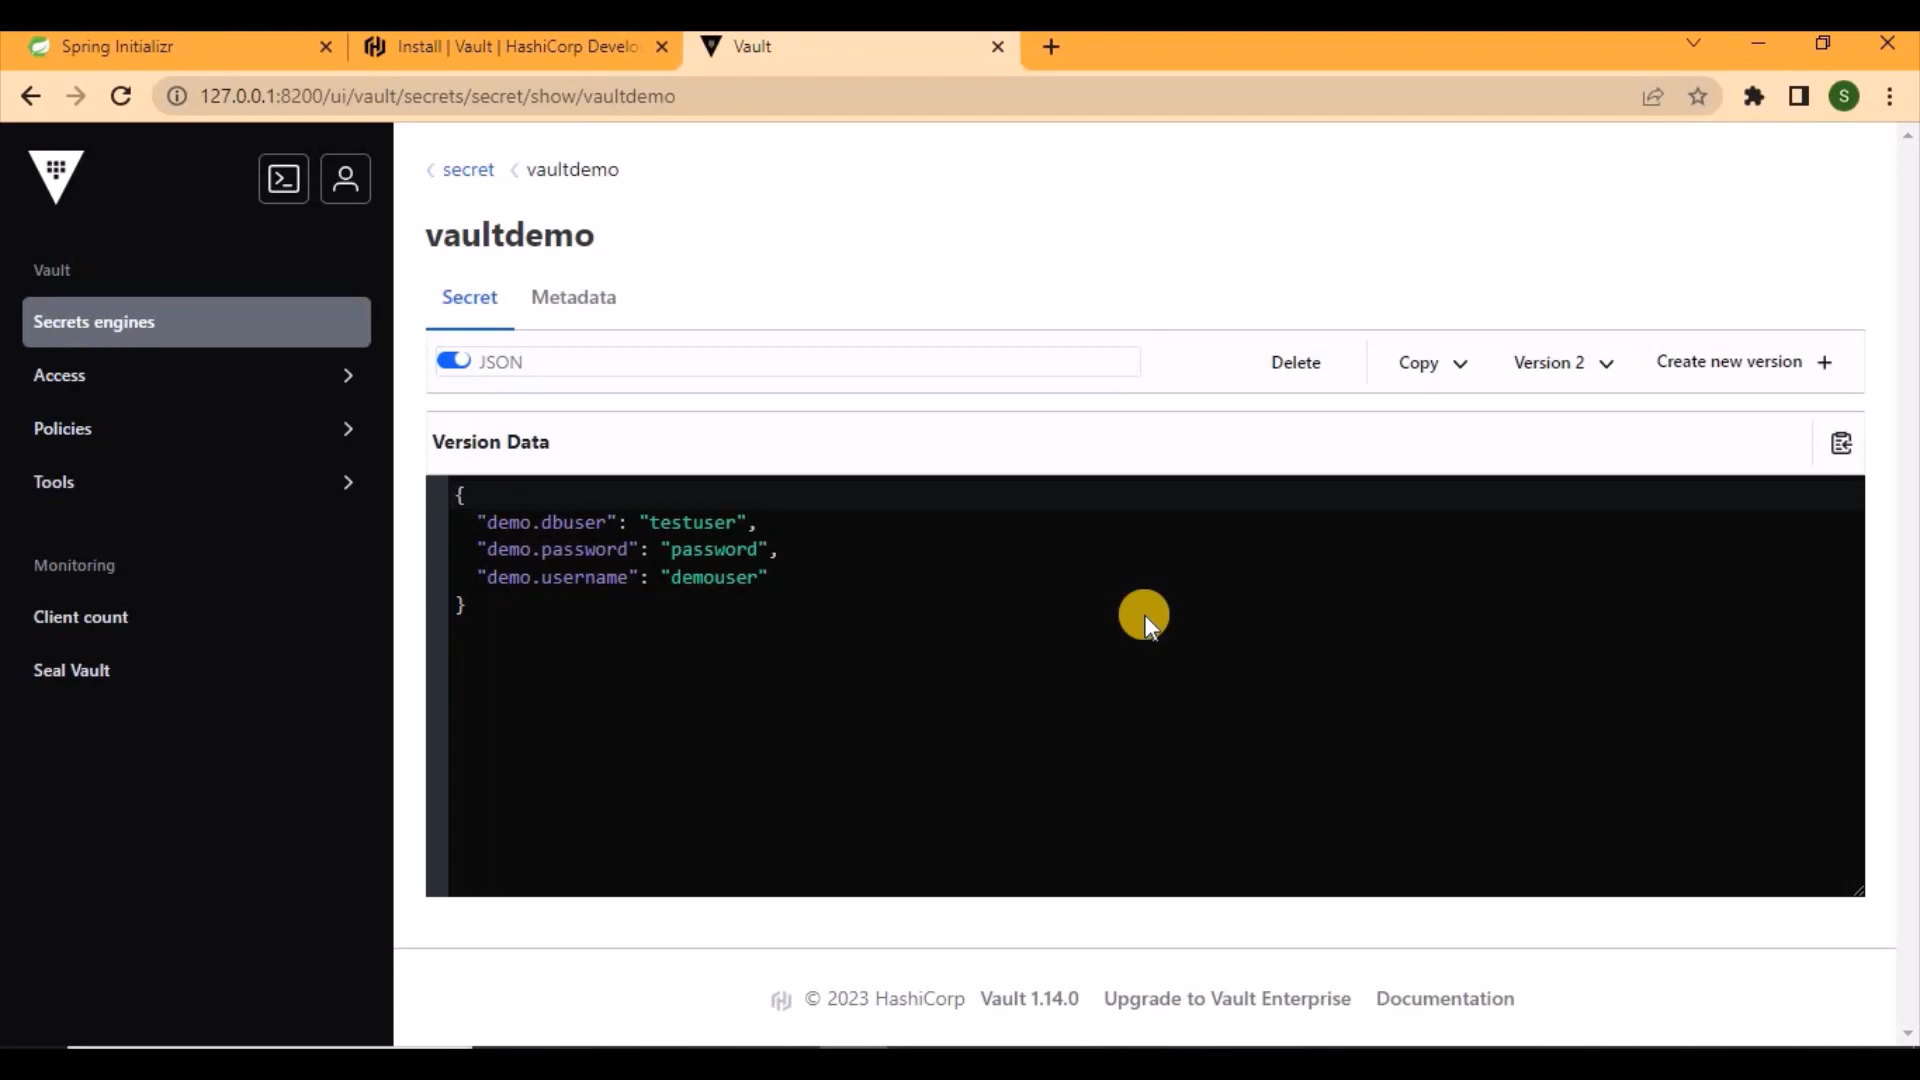 Spring Initializr
Install | Vault | HashiCorp Develo
Vault
127.0.0.1:8200/ui/vault/secrets/secret/show/vaultdemo
S
Vault
Secrets engines
Access
Policies
Tools
Monitoring
Client count
Seal Vault
secret vaultdemo
vaultdemo
Secret Metadata
JSON Delete Copy Version 2 Create new version +
Version Data
{
"demo.dbuser": "testuser",
"demo.password": "password",
"demo.username": "demouser"
}
© 2023 HashiCorp Vault 1.14.0 Upgrade to Vault Enterprise Documentation